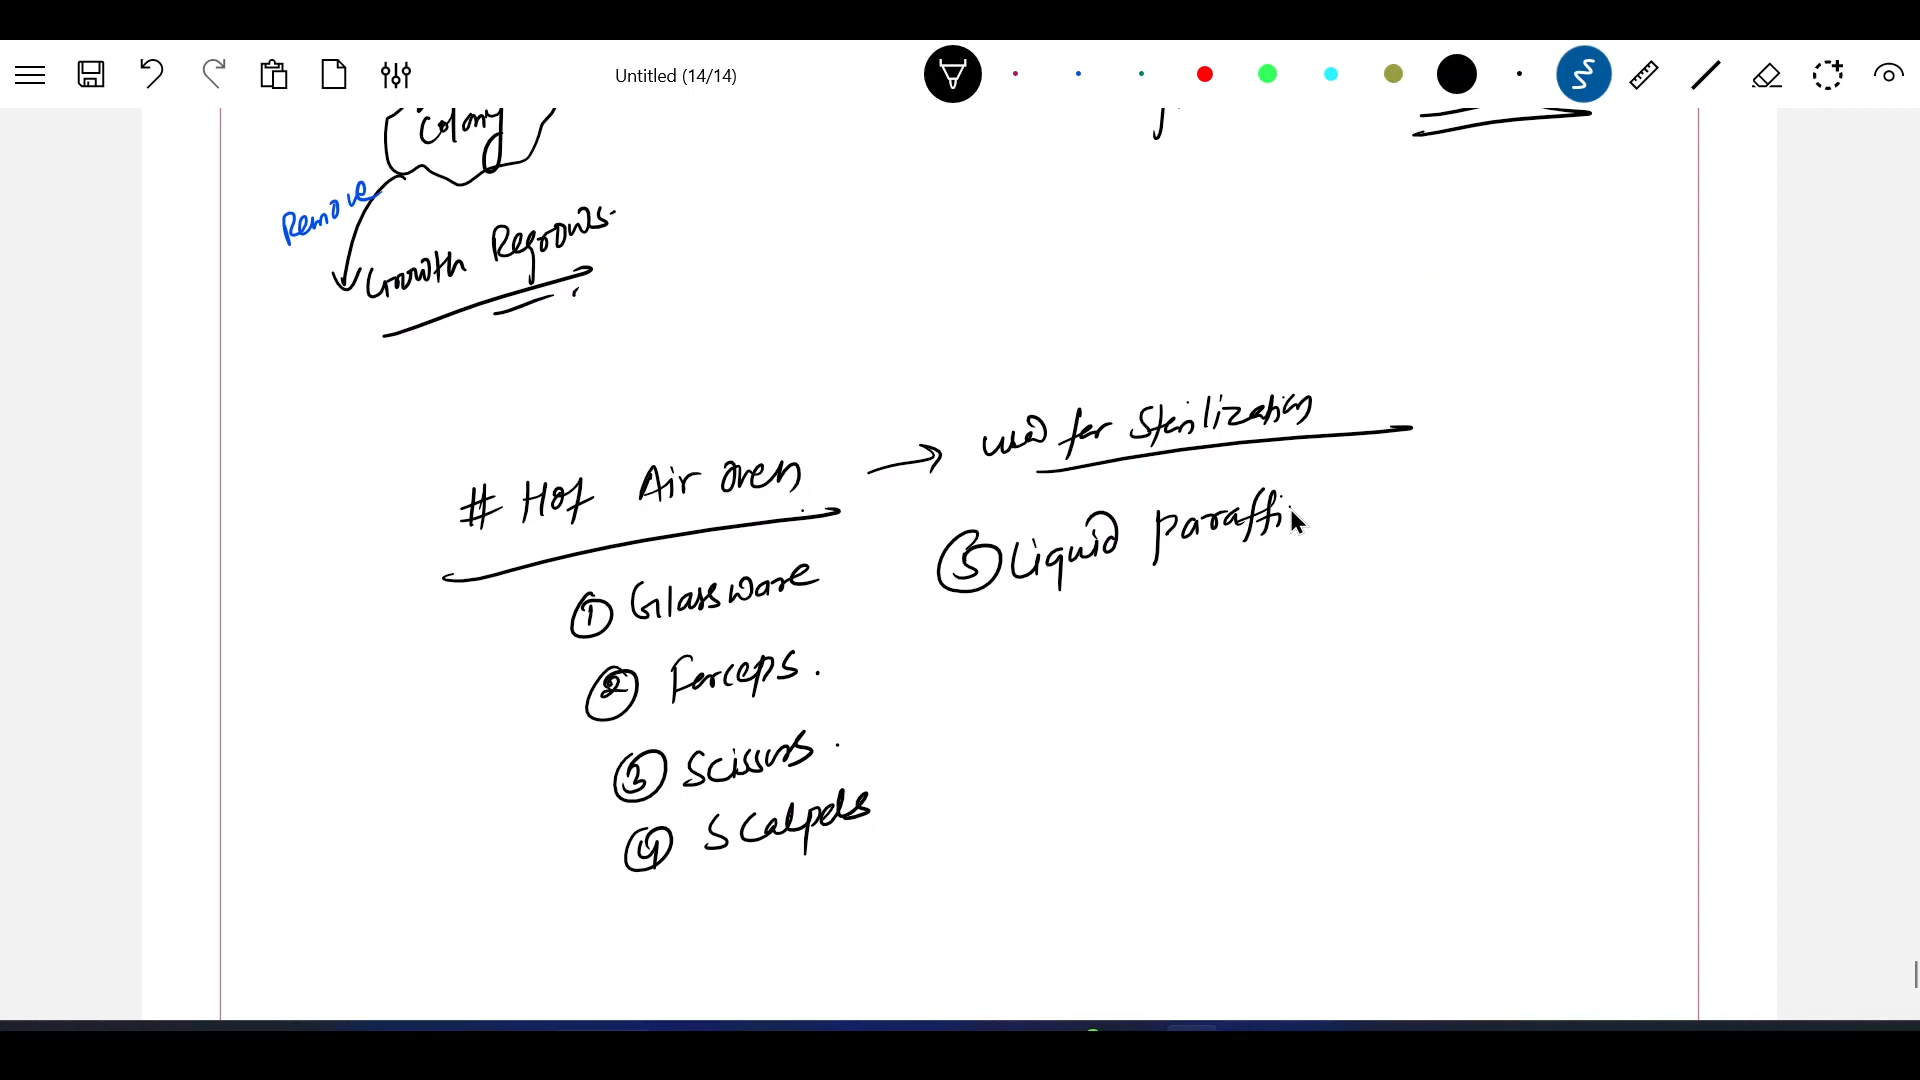 Untitled (14/14)
Colony
Remove
Growth Regrows.
# Hot Air oven → used for Sterilization
① Glassware
② Forceps.
③ Scissors.
④ Scalpels
⑤ Liquid paraffi